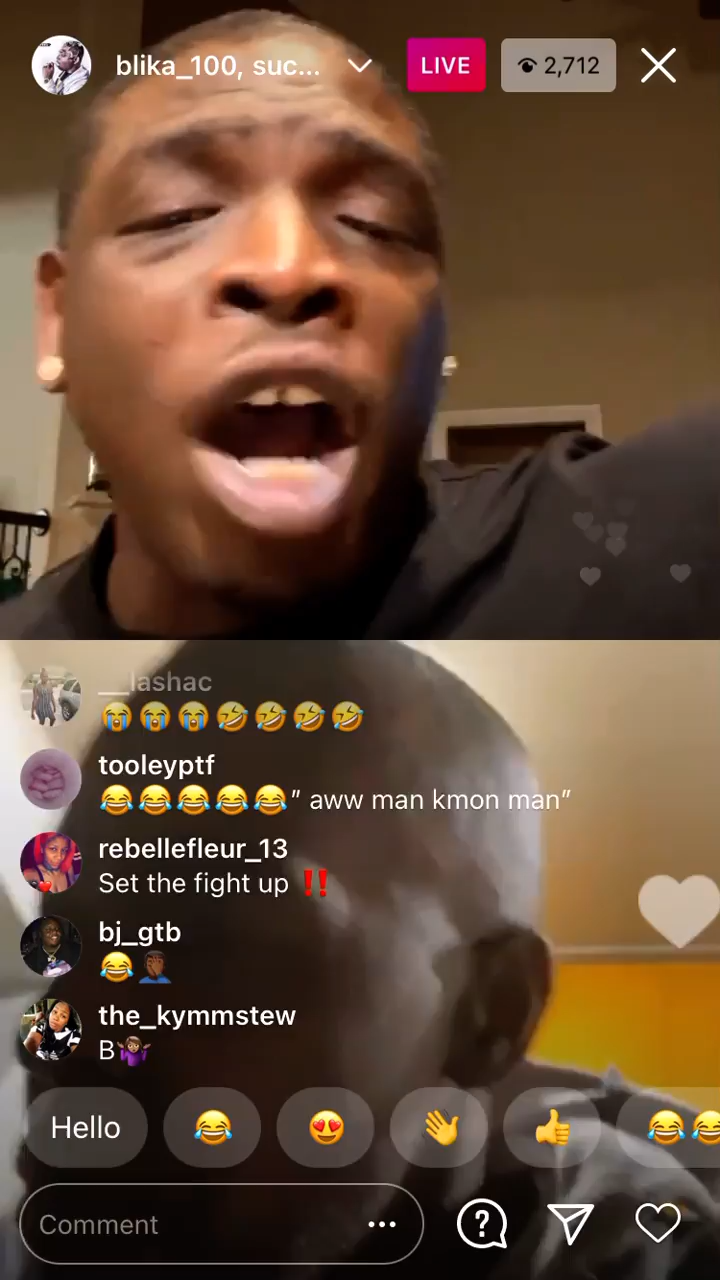 blika_100, suc... LIVE 2,712
__lashac
😭😭😭🤣🤣🤣🤣
tooleyptf
😂😂😂😂😂" aww man kmon man"
rebellefleur_13
Set the fight up ‼️
bj_gtb
😂🤦🏾‍♂️
the_kymmstew
B🤷🏽‍♀️
Hello 😂 😍 👋 👍 😂😂
Comment ...